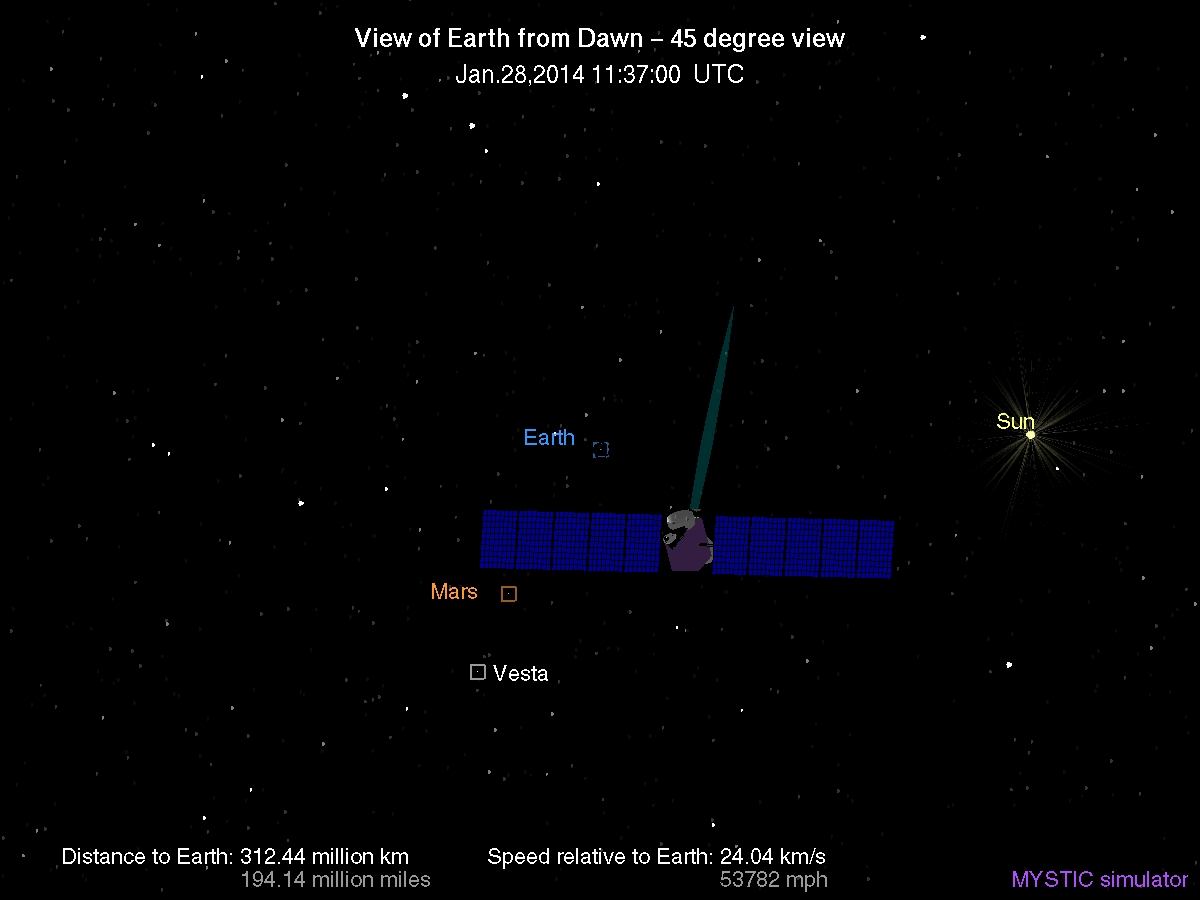 View of Earth from Dawn – 45 degree view
Jan.28,2014 11:37:00 UTC
Sun
Earth
Mars
Vesta
Distance to Earth: 312.44 million km
194.14 million miles
Speed relative to Earth: 24.04 km/s
53782 mph
MYSTIC simulator